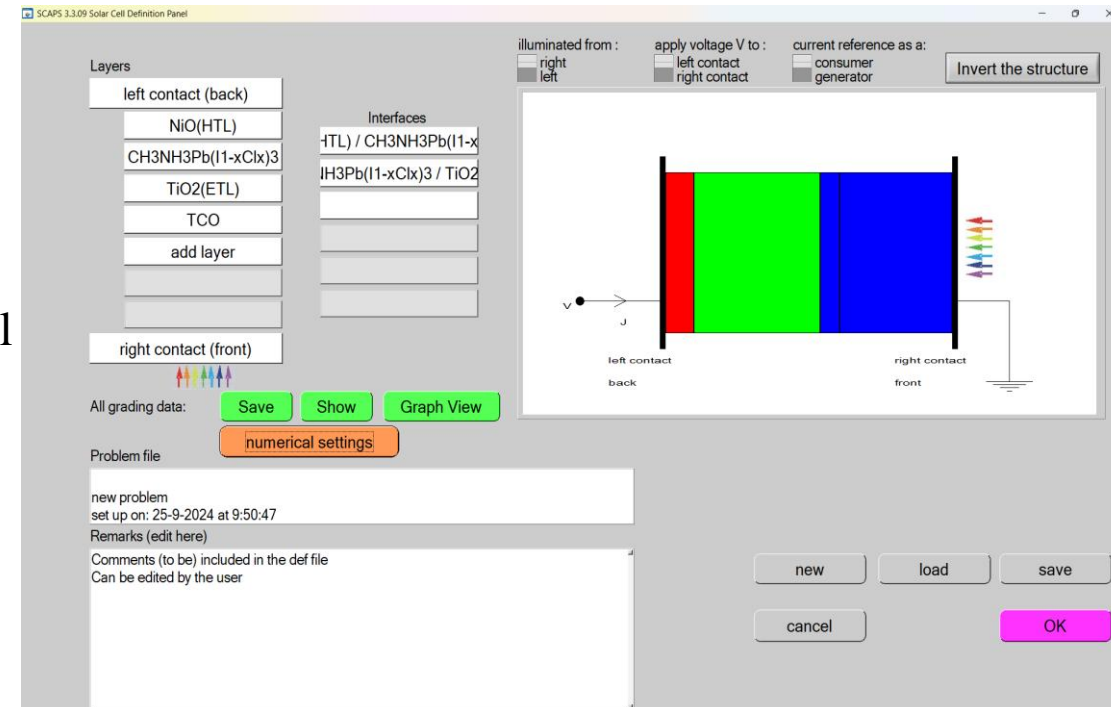 SCAPS 3.3.09 Solar Cell Definition Panel
illuminated from :
right
left
apply voltage V to :
left contact
right contact
current reference as a:
consumer
generator
Invert the structure
Layers
left contact (back)
NiO(HTL)
CH3NH3Pb(I1-xClx)3
TiO2(ETL)
TCO
add layer
right contact (front)
Interfaces
HTL) / CH3NH3Pb(I1-x
IH3Pb(I1-xClx)3 / TiO2
V
J
left contact
back
right contact
front
l
All grading data:
Save
Show
Graph View
numerical settings
Problem file
new problem
set up on: 25-9-2024 at 9:50:47
Remarks (edit here)
Comments (to be) included in the def file
Can be edited by the user
new
load
save
cancel
OK